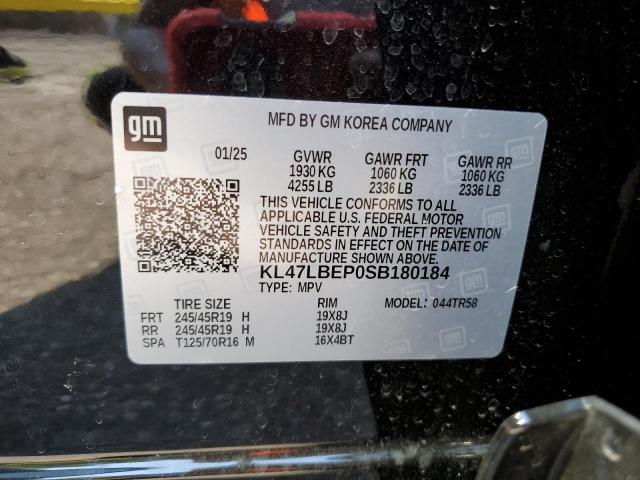 gm
MFD BY GM KOREA COMPANY
01/25 GVWR GAWR FRT GAWR RR
1930 KG 1060 KG 1060 KG
4255 LB 2336 LB 2336 LB
THIS VEHICLE CONFORMS TO ALL
APPLICABLE U.S. FEDERAL MOTOR
VEHICLE SAFETY AND THEFT PREVENTION
STANDARDS IN EFFECT ON THE DATE OF
MANUFACTURE SHOWN ABOVE.
KL47LBEP0SB180184
TYPE: MPV MODEL: 044TR58
TIRE SIZE RIM
FRT 245/45R19 H 19X8J
RR 245/45R19 H 19X8J
SPA T125/70R16 M 16X4BT